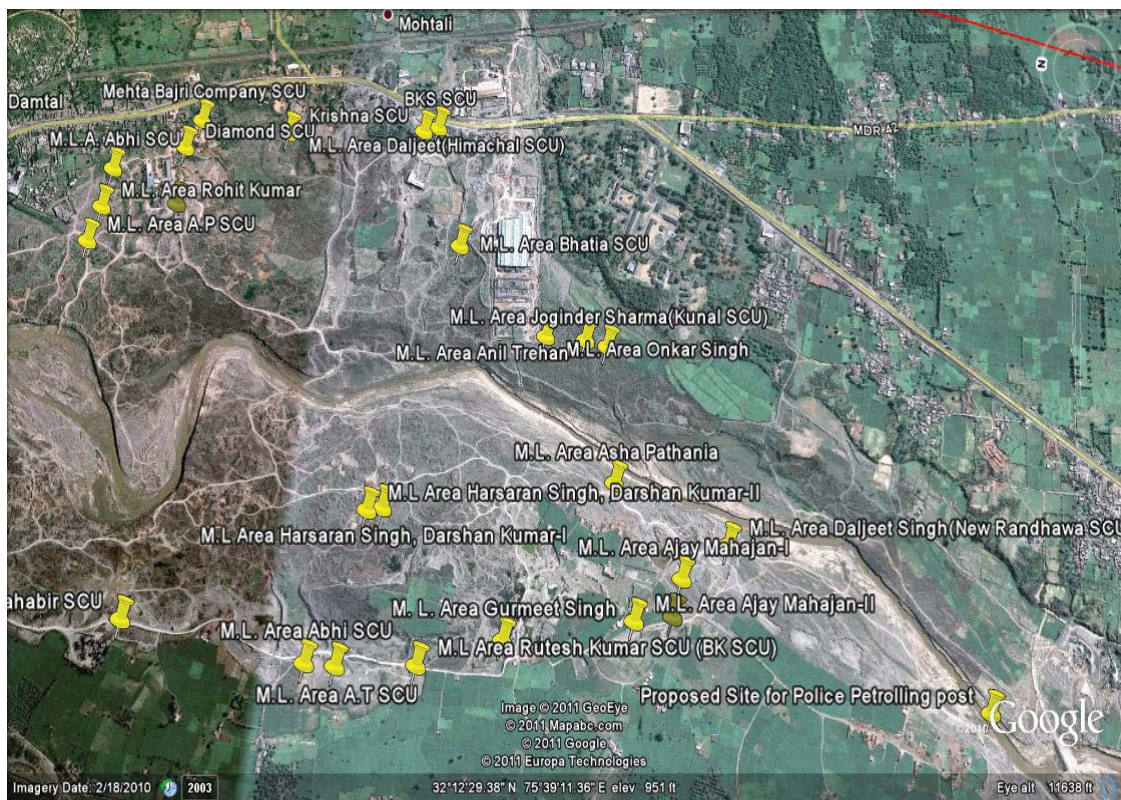 Mohtali
N
Damtal
Mehta Bajri Company SCU
BKS SCU
Krishna SCU
MDR 42
M.L.A. Abhi SCU
Diamond SCU
M.L. Area Daljeet(Himachal SCU)
M.L. Area Rohit Kumar
M.L. Area A.P SCU
M.L. Area Bhatia SCU
M.L. Area Joginder Sharma(Kunal SCU)
M.L. Area Anil Trehan
M.L. Area Onkar Singh
M.L. Area Asha Pathania
M.L Area Harsaran Singh, Darshan Kumar-II
M.L Area Harsaran Singh, Darshan Kumar-I
M.L. Area Daljeet Singh(New Randhawa SCU
M.L. Area Ajay Mahajan-I
ahabir SCU
M. L. Area Gurmeet Singh
M.L. Area Ajay Mahajan-II
M.L. Area Abhi SCU
M.L Area Rutesh Kumar SCU (BK SCU)
M.L. Area A.T SCU
Proposed Site for Police Petrolling post
Image © 2011 GeoEye
© 2011 Mapabc.com
© 2011 Google
© 2011 Europa Technologies
©2010 Google
Imagery Date: 2/18/2010 2003 32°12'29.38" N 75°39'11.36" E elev 951 ft Eye alt 11638 ft